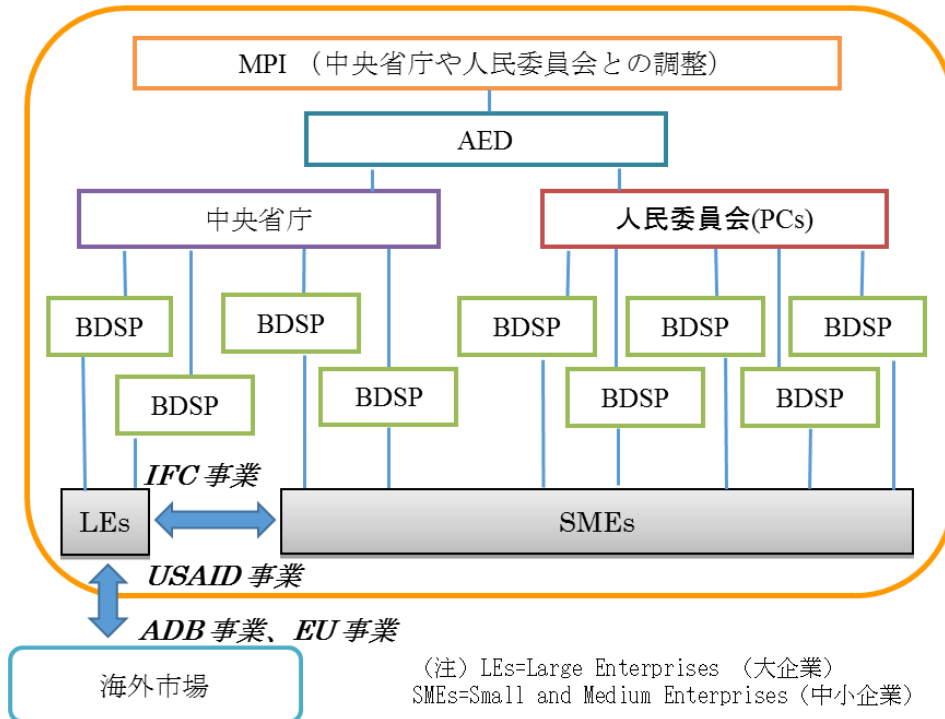 MPI （中央省庁や人民委員会との調整）
AED
中央省庁
人民委員会(PCs)
BDSP
BDSP
BDSP
BDSP
BDSP
BDSP
BDSP
BDSP
BDSP
IFC 事業
LEs
SMEs
USAID 事業
ADB 事業、EU 事業
海外市場
（注）LEs=Large Enterprises （大企業）
SMEs=Small and Medium Enterprises（中小企業）